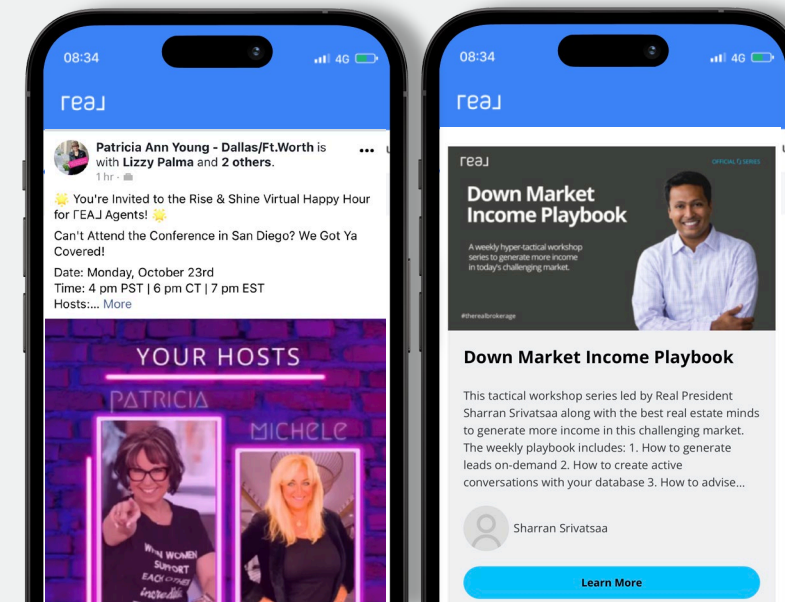 08:34
4G
ꓩeal
Patricia Ann Young - Dallas/Ft.Worth is
with Lizzy Palma and 2 others.
1 hr ·
🌟 You're Invited to the Rise & Shine Virtual Happy Hour
for ΓEAL Agents! 🌟
Can't Attend the Conference in San Diego? We Got Ya
Covered!
Date: Monday, October 23rd
Time: 4 pm PST | 6 pm CT | 7 pm EST
Hosts:... More
YOUR HOSTS
PATRICIA
MICHELE
WHEN WOMEN
SUPPORT
EACH OTHER
incredible
08:34
4G
real
real
OFFICIAL TJ SERIES
Down Market
Income Playbook
A weekly hyper-tactical workshop
series to generate more income
in today's challenging market.
#therealbrokerage
Down Market Income Playbook
This tactical workshop series led by Real President
Sharran Srivatsaa along with the best real estate minds
to generate more income in this challenging market.
The weekly playbook includes: 1. How to generate
leads on-demand 2. How to create active
conversations with your database 3. How to advise...
Sharran Srivatsaa
Learn More